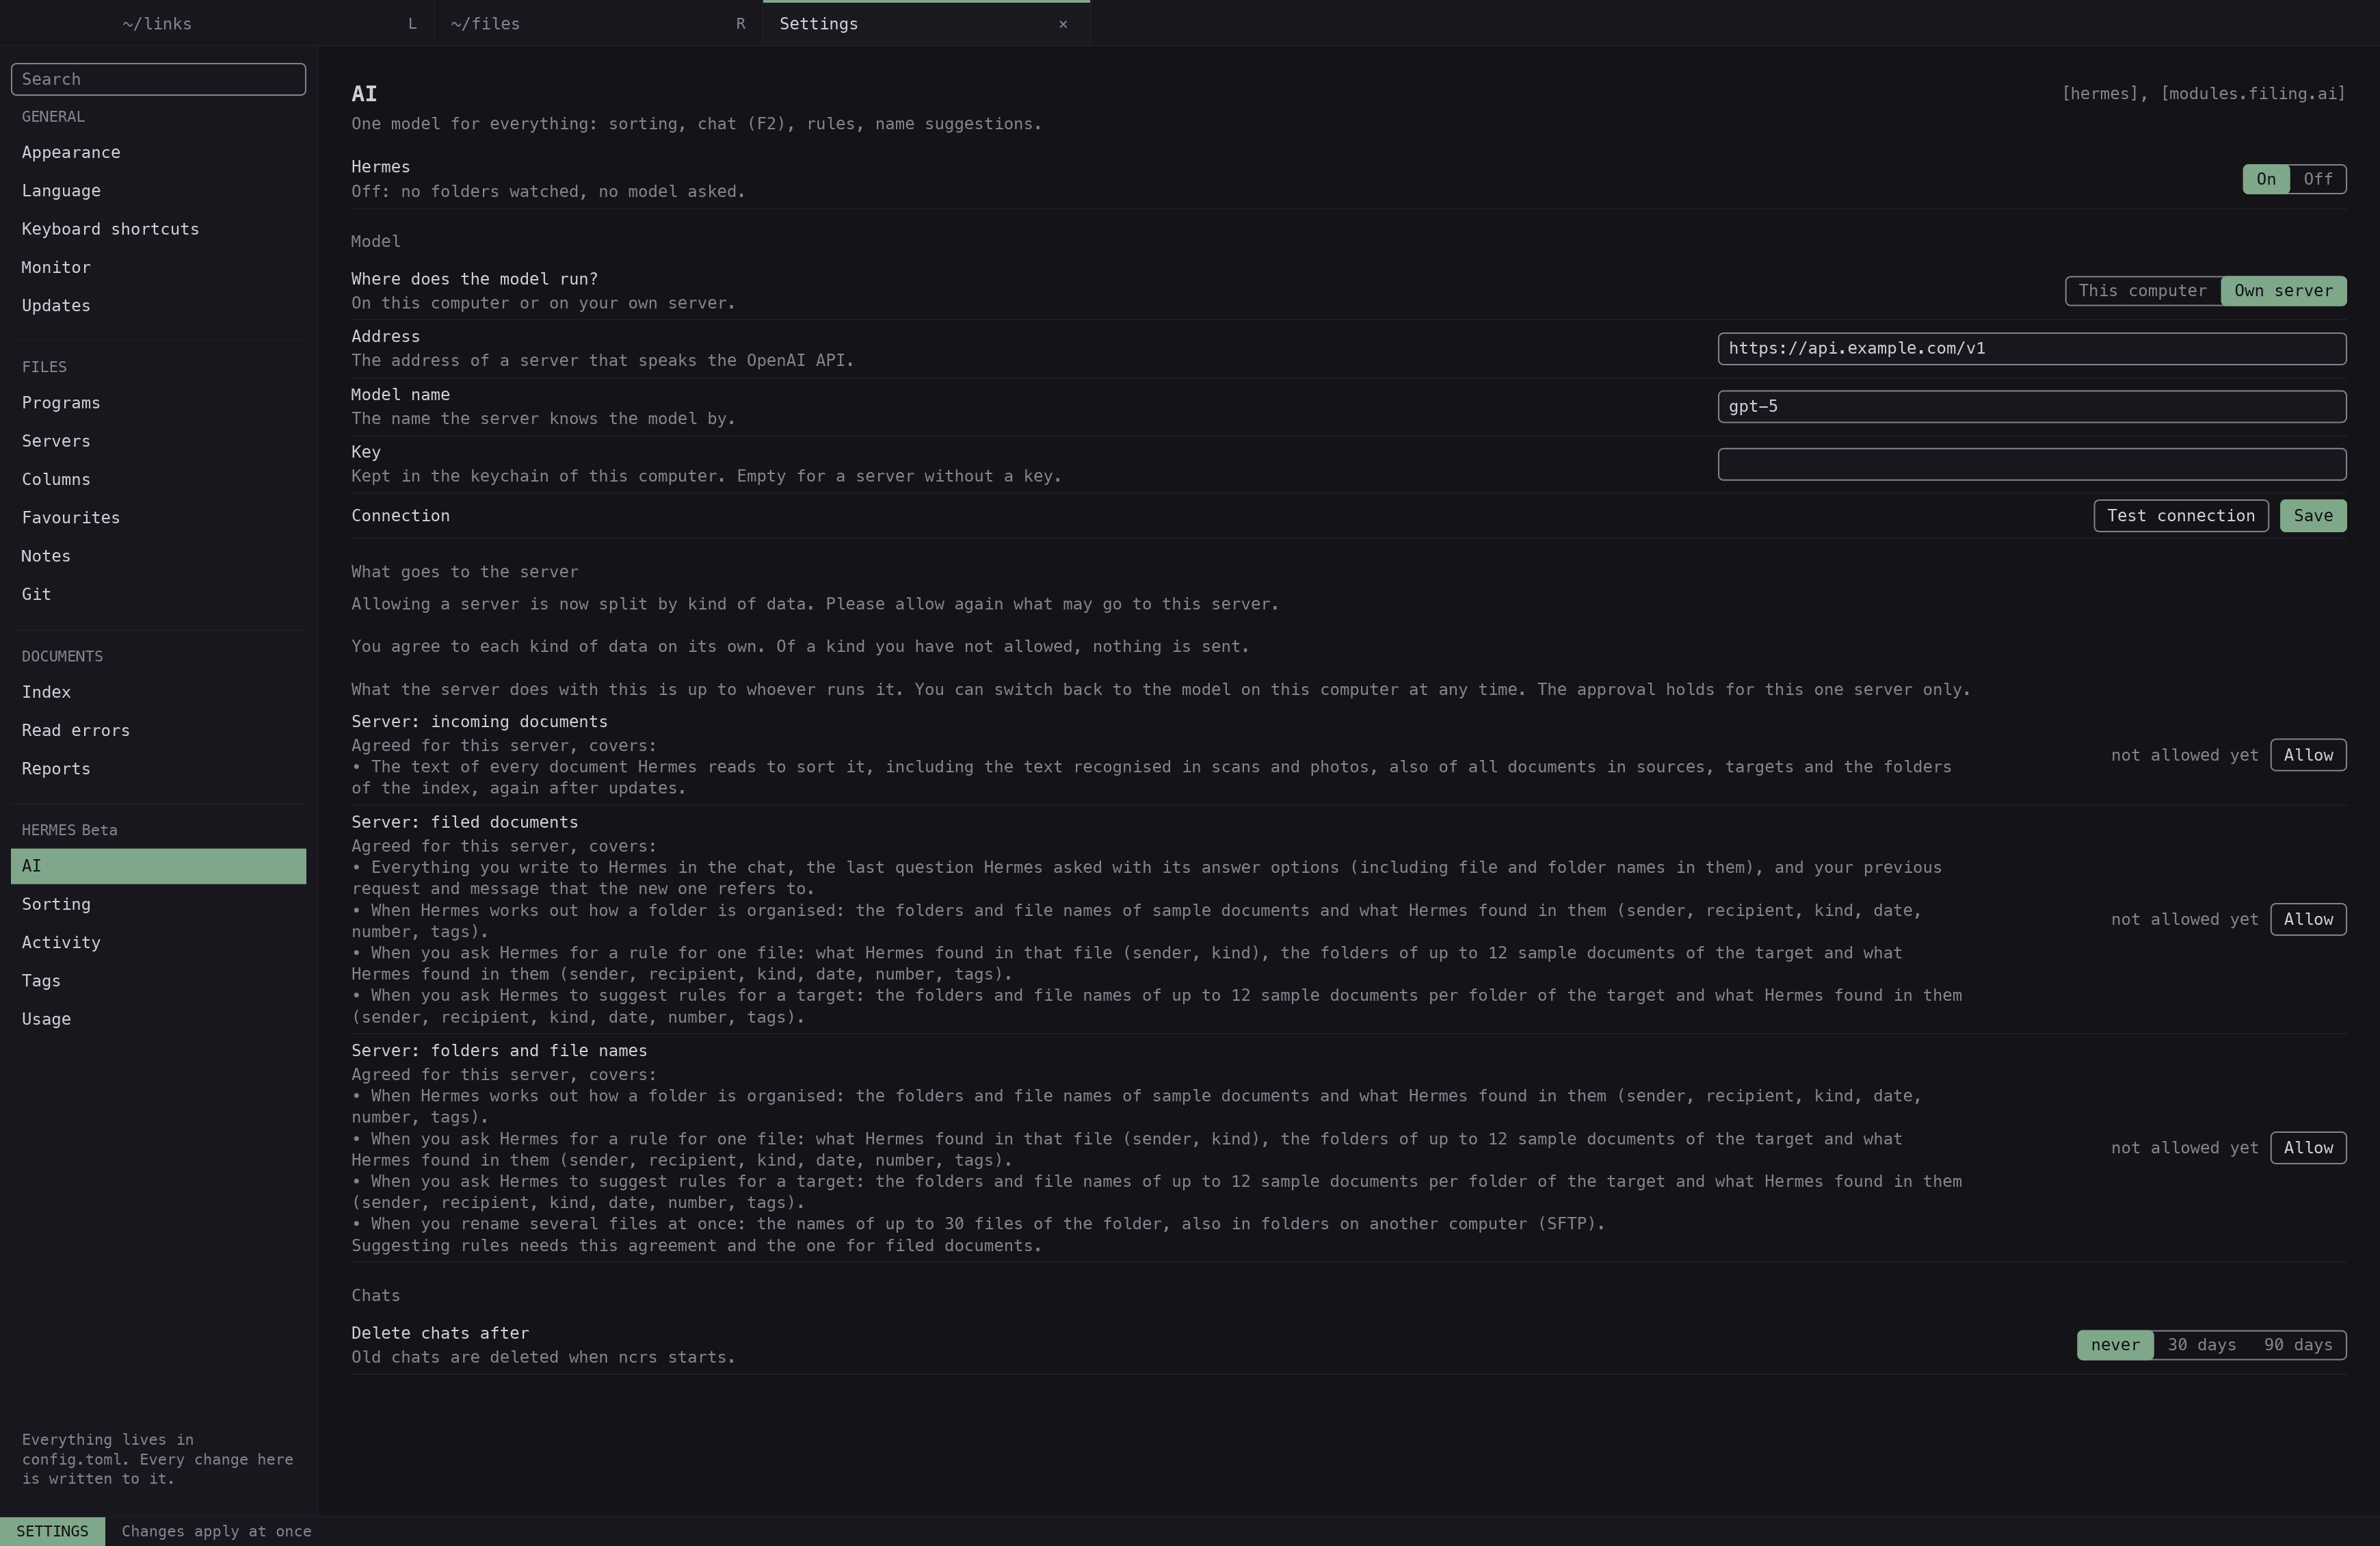 ~/links L ~/files R Settings ×
Search
GENERAL
Appearance
Language
Keyboard shortcuts
Monitor
Updates
FILES
Programs
Servers
Columns
Favourites
Notes
Git
DOCUMENTS
Index
Read errors
Reports
HERMES Beta
AI
Sorting
Activity
Tags
Usage
Everything lives in
config.toml. Every change here
is written to it.
AI [hermes], [modules.filing.ai]
One model for everything: sorting, chat (F2), rules, name suggestions.
Hermes
Off: no folders watched, no model asked.
On Off
Model
Where does the model run?
On this computer or on your own server.
This computer Own server
Address
The address of a server that speaks the OpenAI API.
https://api.example.com/v1
Model name
The name the server knows the model by.
gpt-5
Key
Kept in the keychain of this computer. Empty for a server without a key.
Connection Test connection Save
What goes to the server
Allowing a server is now split by kind of data. Please allow again what may go to this server.
You agree to each kind of data on its own. Of a kind you have not allowed, nothing is sent.
What the server does with this is up to whoever runs it. You can switch back to the model on this computer at any time. The approval holds for this one server only.
Server: incoming documents
Agreed for this server, covers:
• The text of every document Hermes reads to sort it, including the text recognised in scans and photos, also of all documents in sources, targets and the folders
of the index, again after updates.
not allowed yet Allow
Server: filed documents
Agreed for this server, covers:
• Everything you write to Hermes in the chat, the last question Hermes asked with its answer options (including file and folder names in them), and your previous
request and message that the new one refers to.
• When Hermes works out how a folder is organised: the folders and file names of sample documents and what Hermes found in them (sender, recipient, kind, date,
number, tags).
• When you ask Hermes for a rule for one file: what Hermes found in that file (sender, kind), the folders of up to 12 sample documents of the target and what
Hermes found in them (sender, recipient, kind, date, number, tags).
• When you ask Hermes to suggest rules for a target: the folders and file names of up to 12 sample documents per folder of the target and what Hermes found in them
(sender, recipient, kind, date, number, tags).
not allowed yet Allow
Server: folders and file names
Agreed for this server, covers:
• When Hermes works out how a folder is organised: the folders and file names of sample documents and what Hermes found in them (sender, recipient, kind, date,
number, tags).
• When you ask Hermes for a rule for one file: what Hermes found in that file (sender, kind), the folders of up to 12 sample documents of the target and what
Hermes found in them (sender, recipient, kind, date, number, tags).
• When you ask Hermes to suggest rules for a target: the folders and file names of up to 12 sample documents per folder of the target and what Hermes found in them
(sender, recipient, kind, date, number, tags).
• When you rename several files at once: the names of up to 30 files of the folder, also in folders on another computer (SFTP).
Suggesting rules needs this agreement and the one for filed documents.
not allowed yet Allow
Chats
Delete chats after
Old chats are deleted when ncrs starts.
never 30 days 90 days
SETTINGS Changes apply at once